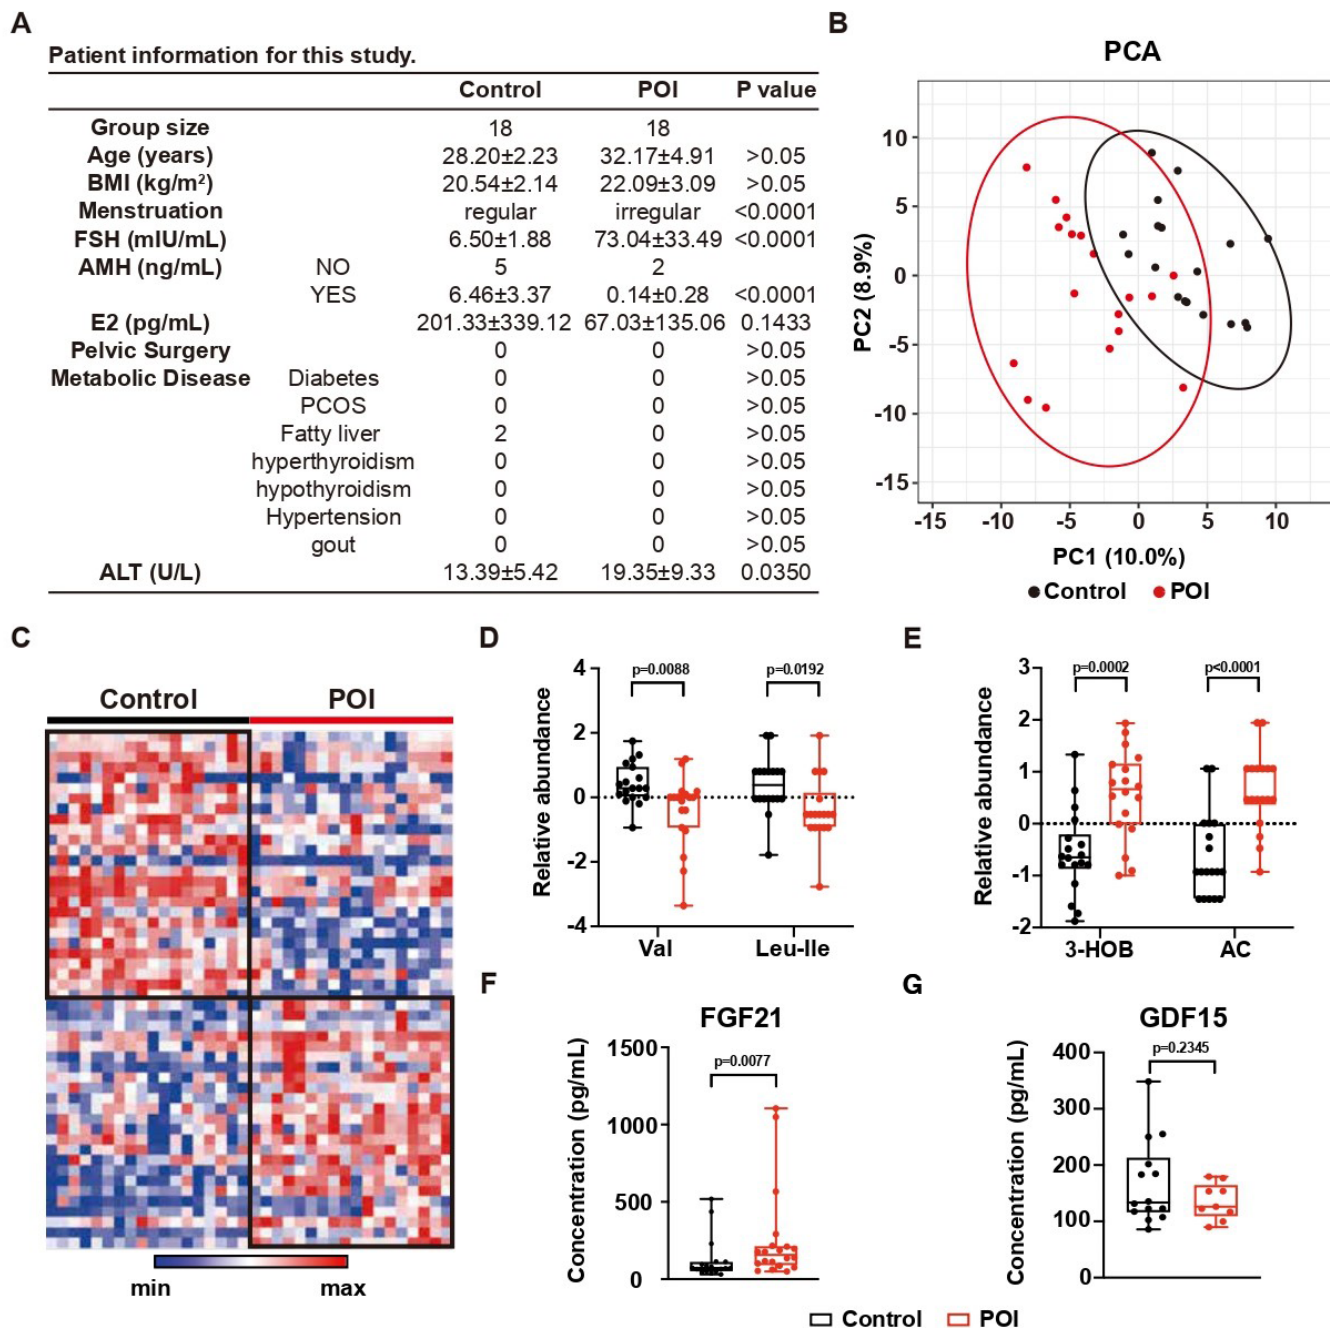 A
Patient information for this study.
Control POI P value
Group size 18 18
Age (years) 28.20±2.23 32.17±4.91 >0.05
BMI (kg/m²) 20.54±2.14 22.09±3.09 >0.05
Menstruation regular irregular <0.0001
FSH (mIU/mL) 6.50±1.88 73.04±33.49 <0.0001
AMH (ng/mL) NO 5 2
YES 6.46±3.37 0.14±0.28 <0.0001
E2 (pg/mL) 201.33±339.12 67.03±135.06 0.1433
Pelvic Surgery 0 0 >0.05
Metabolic Disease Diabetes 0 0 >0.05
PCOS 0 0 >0.05
Fatty liver 2 0 >0.05
hyperthyroidism 0 0 >0.05
hypothyroidism 0 0 >0.05
Hypertension 0 0 >0.05
gout 0 0 >0.05
ALT (U/L) 13.39±5.42 19.35±9.33 0.0350
B
PCA
PC2 (8.9%)
10
5
0
-5
-10
-15
-15 -10 -5 0 5 10
PC1 (10.0%)
Control POI
C
Control POI
min max
D
Relative abundance
4
2
0
-2
-4
p=0.0088 p=0.0192
Val Leu-Ile
E
Relative abundance
3
2
1
0
-1
-2
p=0.0002 p<0.0001
3-HOB AC
F
FGF21
Concentration (pg/mL)
1500
1000
500
0
p=0.0077
G
GDF15
Concentration (pg/mL)
400
300
200
100
0
p=0.2345
Control POI